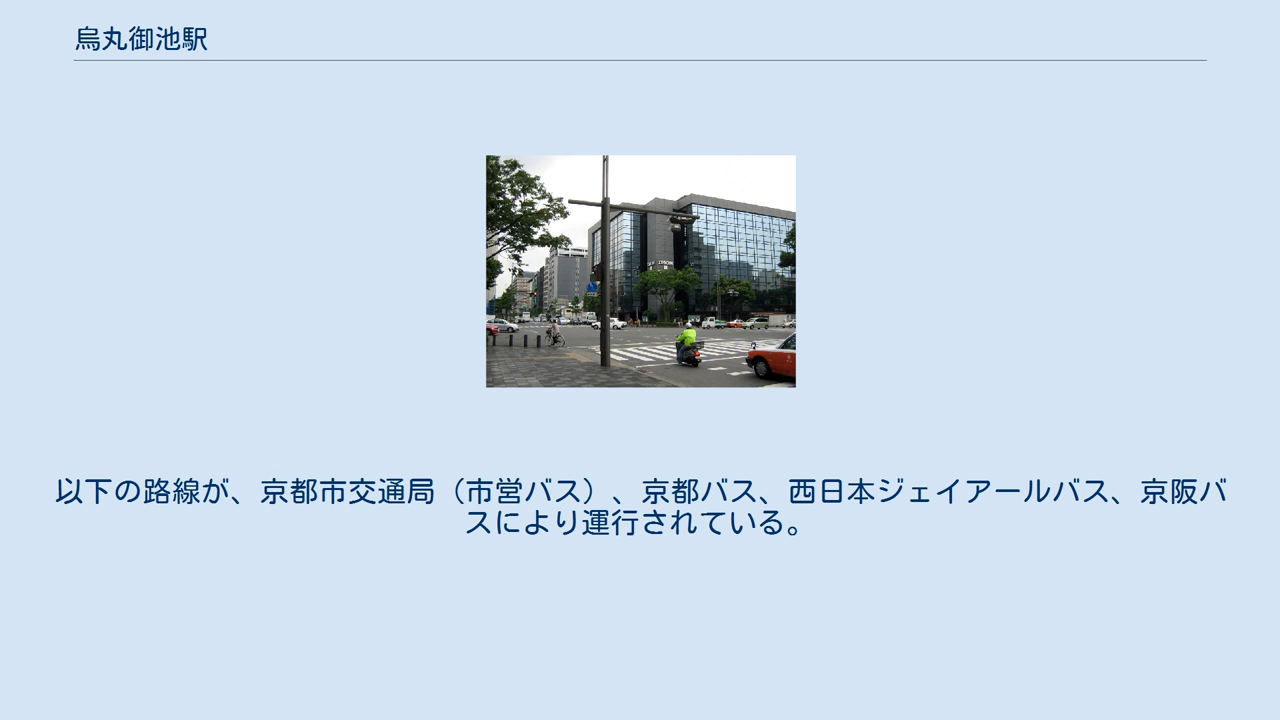 烏丸御池駅
以下の路線が、京都市交通局（市営バス）、京都バス、西日本ジェイアールバス、京阪バ
スにより運行されている。